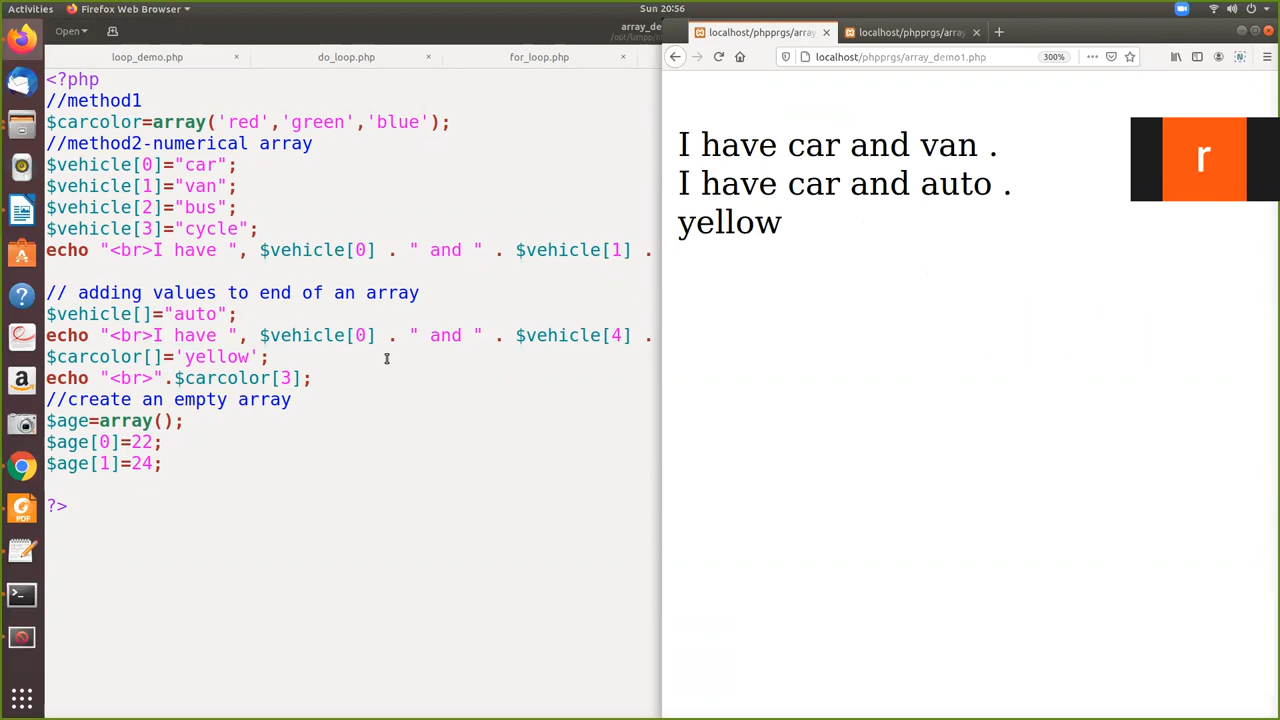 Activities Firefox Web Browser Sun 20:56
Open array_de
/opt/lampp/
loop_demo.php × do_loop.php × for_loop.php ×
<?php
//method1
$carcolor=array('red','green','blue');
//method2-numerical array
$vehicle[0]="car";
$vehicle[1]="van";
$vehicle[2]="bus";
$vehicle[3]="cycle";
echo "<br>I have ", $vehicle[0] . " and " . $vehicle[1] .
// adding values to end of an array
$vehicle[]="auto";
echo "<br>I have ", $vehicle[0] . " and " . $vehicle[4] .
$carcolor[]='yellow';
echo "<br>".$carcolor[3];
//create an empty array
$age=array();
$age[0]=22;
$age[1]=24;
?>
localhost/phpprgs/array × localhost/phpprgs/array × +
localhost/phpprgs/array_demo1.php 300%
I have car and van .
I have car and auto .
yellow
r